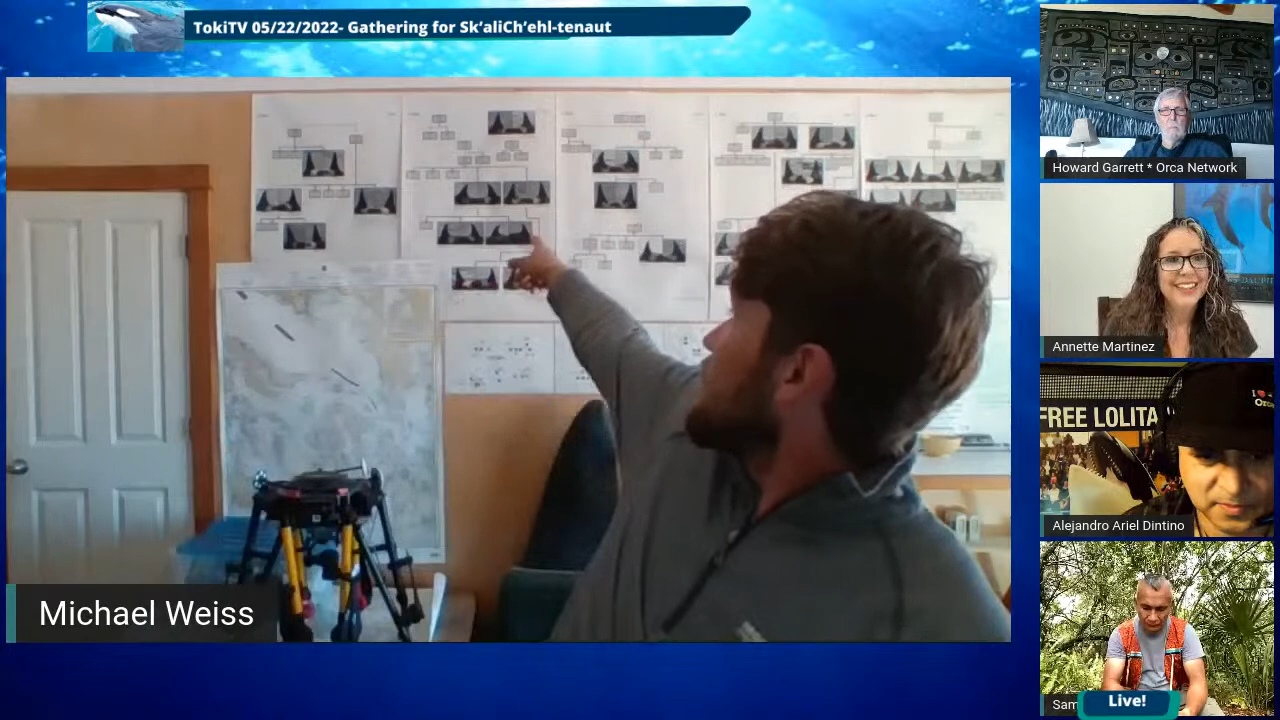 TokiTV 05/22/2022- Gathering for Sk'aliCh'ehl-tenaut
Howard Garrett * Orca Network
Annette Martinez
FREE LOLITA
I
Alejandro Ariel Dintino
Michael Weiss
Sam
Live!